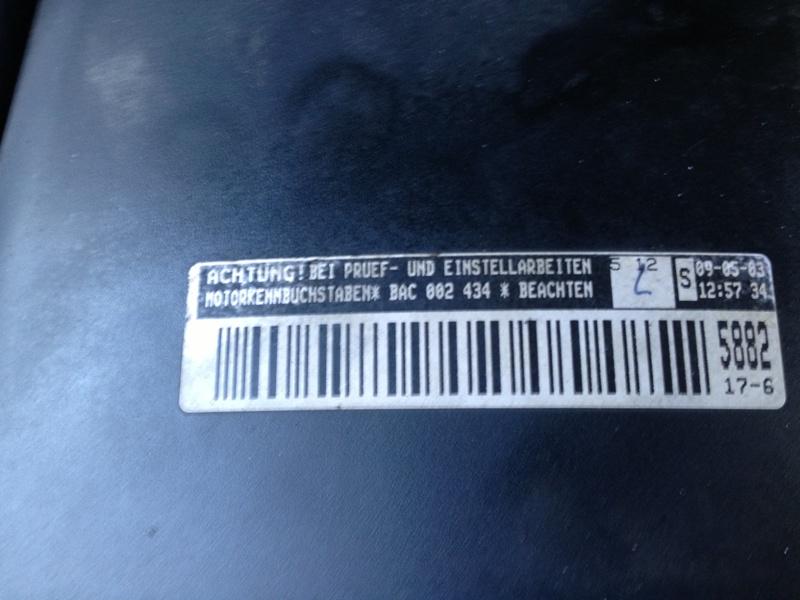 ACHTUNG! BEI PRUEF- UND EINSTELLARBEITEN
MOTORKENNBUCHSTABEN* BAC 002 434 * BEACHTEN
5 12
L
S
09-05-03
12:57 34
5882
17-6